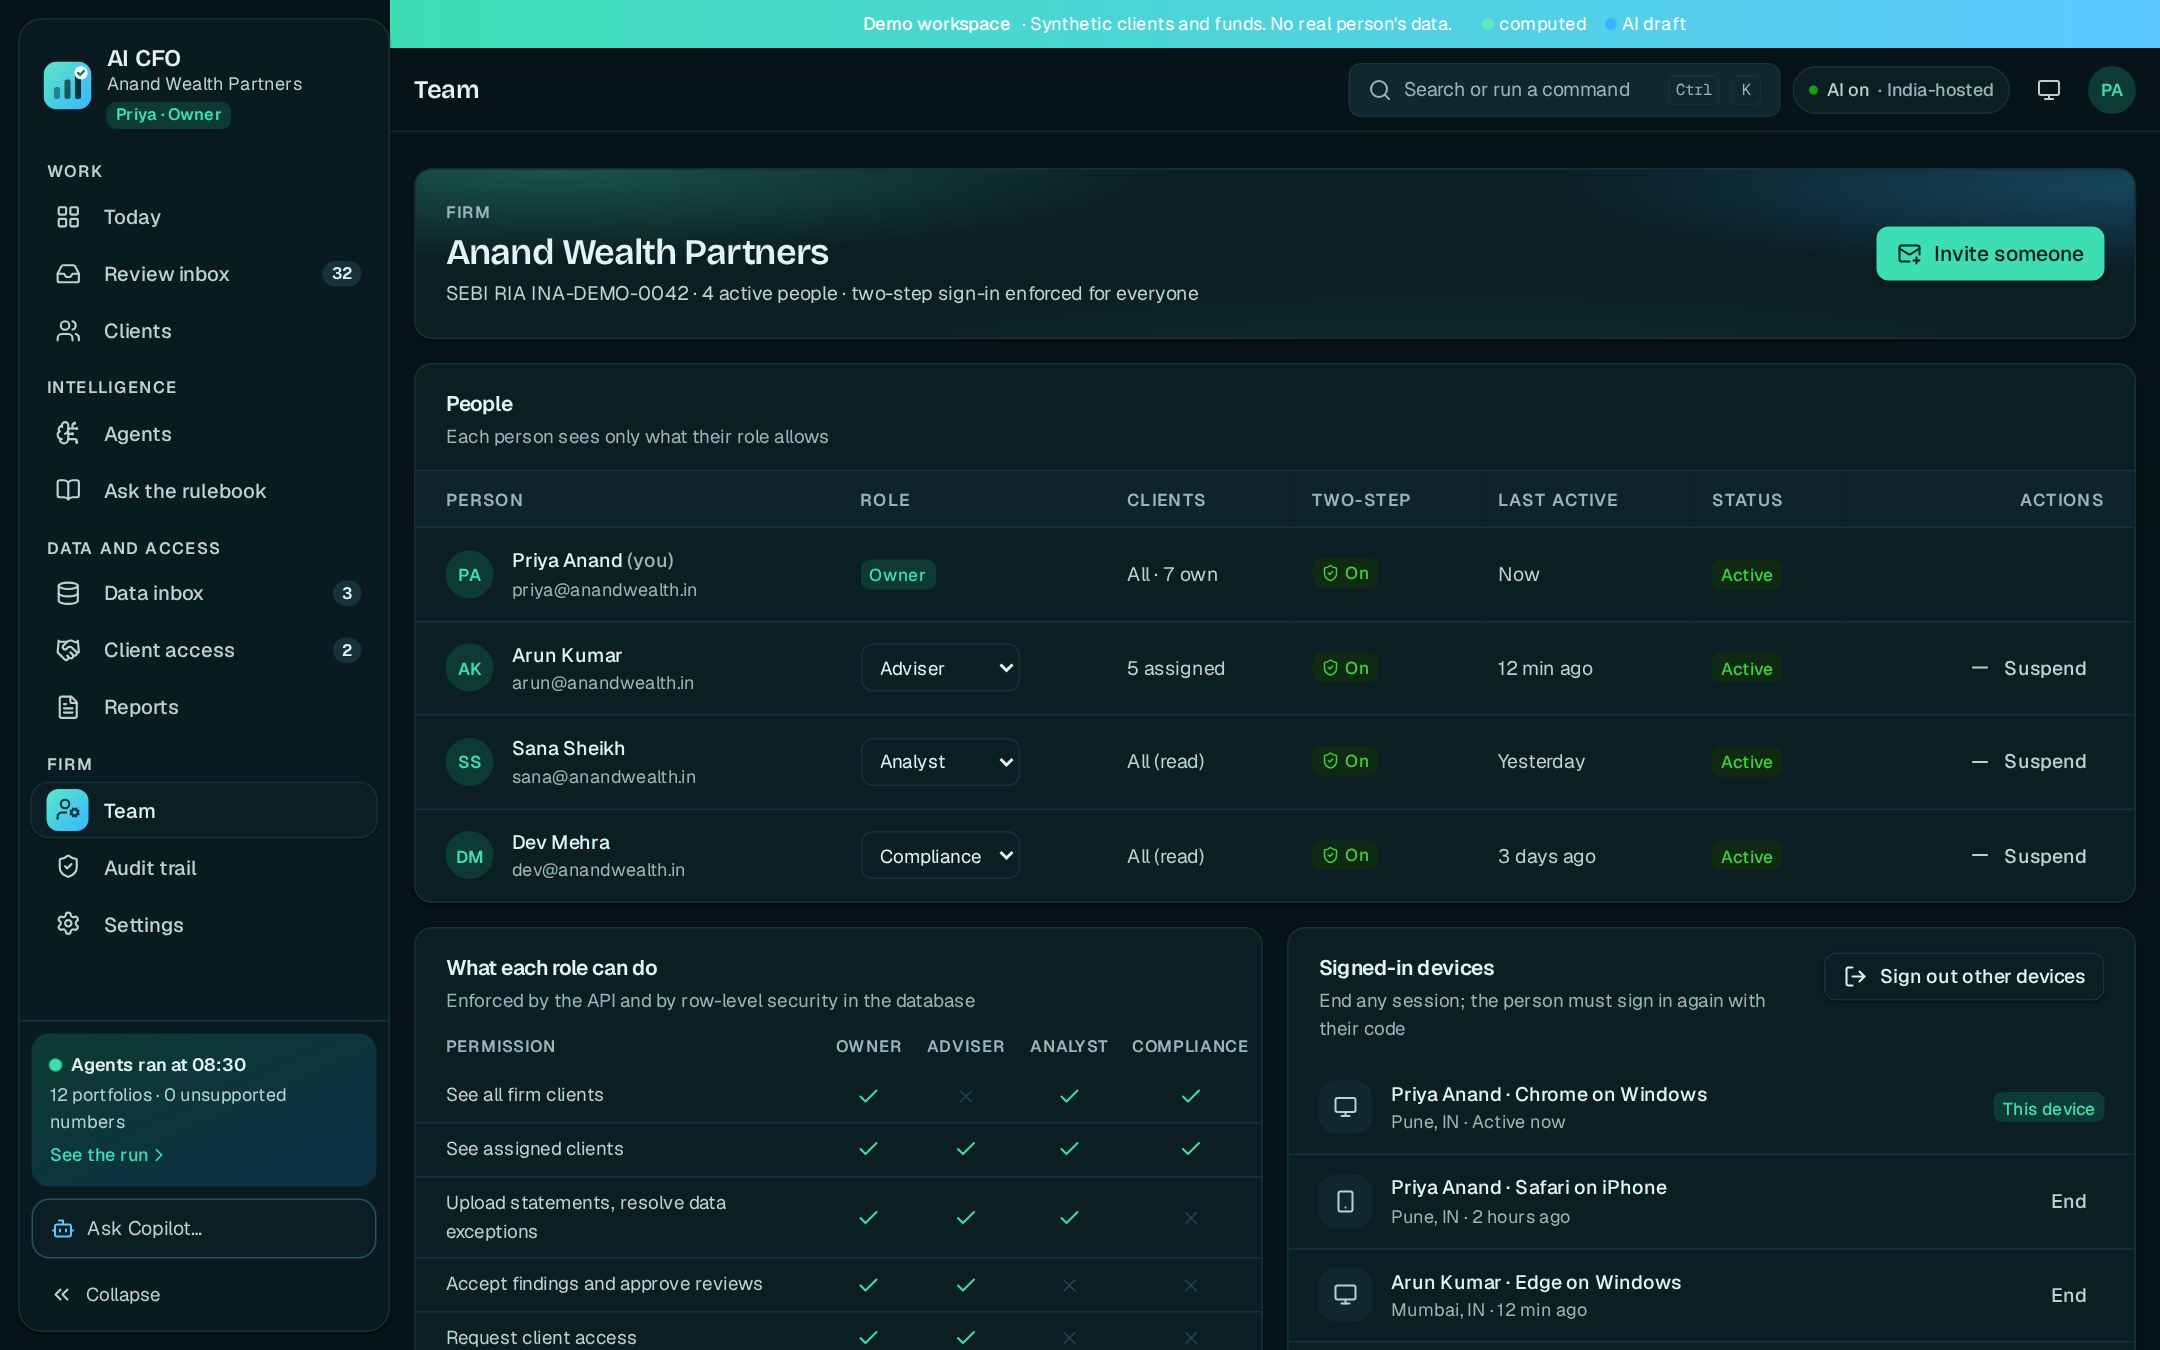 AI CFO
Anand Wealth Partners
Priya · Owner
WORK
Today
Review inbox 32
Clients
INTELLIGENCE
Agents
Ask the rulebook
DATA AND ACCESS
Data inbox 3
Client access 2
Reports
FIRM
Team
Audit trail
Settings
Agents ran at 08:30
12 portfolios · 0 unsupported
numbers
See the run
Ask Copilot...
Collapse
Demo workspace · Synthetic clients and funds. No real person's data. computed AI draft
Team
Search or run a command Ctrl K
AI on · India-hosted
PA
FIRM
Anand Wealth Partners
SEBI RIA INA-DEMO-0042 · 4 active people · two-step sign-in enforced for everyone
Invite someone
People
Each person sees only what their role allows
PERSON ROLE CLIENTS TWO-STEP LAST ACTIVE STATUS ACTIONS
PA Priya Anand (you) Owner All · 7 own On Now Active
priya@anandwealth.in
AK Arun Kumar Adviser 5 assigned On 12 min ago Active Suspend
arun@anandwealth.in
SS Sana Sheikh Analyst All (read) On Yesterday Active Suspend
sana@anandwealth.in
DM Dev Mehra Compliance All (read) On 3 days ago Active Suspend
dev@anandwealth.in
What each role can do
Enforced by the API and by row-level security in the database
PERMISSION OWNER ADVISER ANALYST COMPLIANCE
See all firm clients
See assigned clients
Upload statements, resolve data
exceptions
Accept findings and approve reviews
Request client access
Signed-in devices
End any session; the person must sign in again with
their code
Sign out other devices
Priya Anand · Chrome on Windows
Pune, IN · Active now
This device
Priya Anand · Safari on iPhone
Pune, IN · 2 hours ago
End
Arun Kumar · Edge on Windows
Mumbai, IN · 12 min ago
End